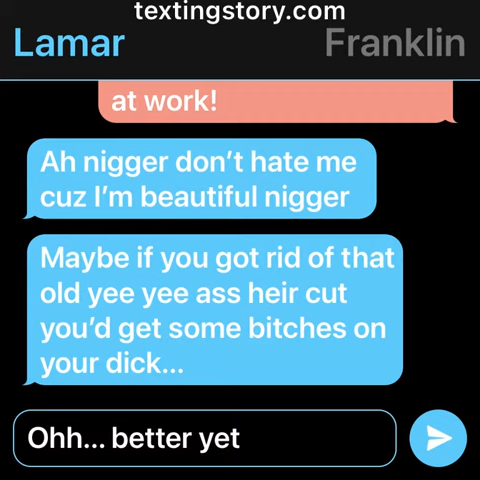 textingstory.com
Lamar
Franklin
at work!
Ah nigger don't hate me
cuz I'm beautiful nigger
Maybe if you got rid of that
old yee yee ass heir cut
you'd get some bitches on
your dick...
Ohh... better yet